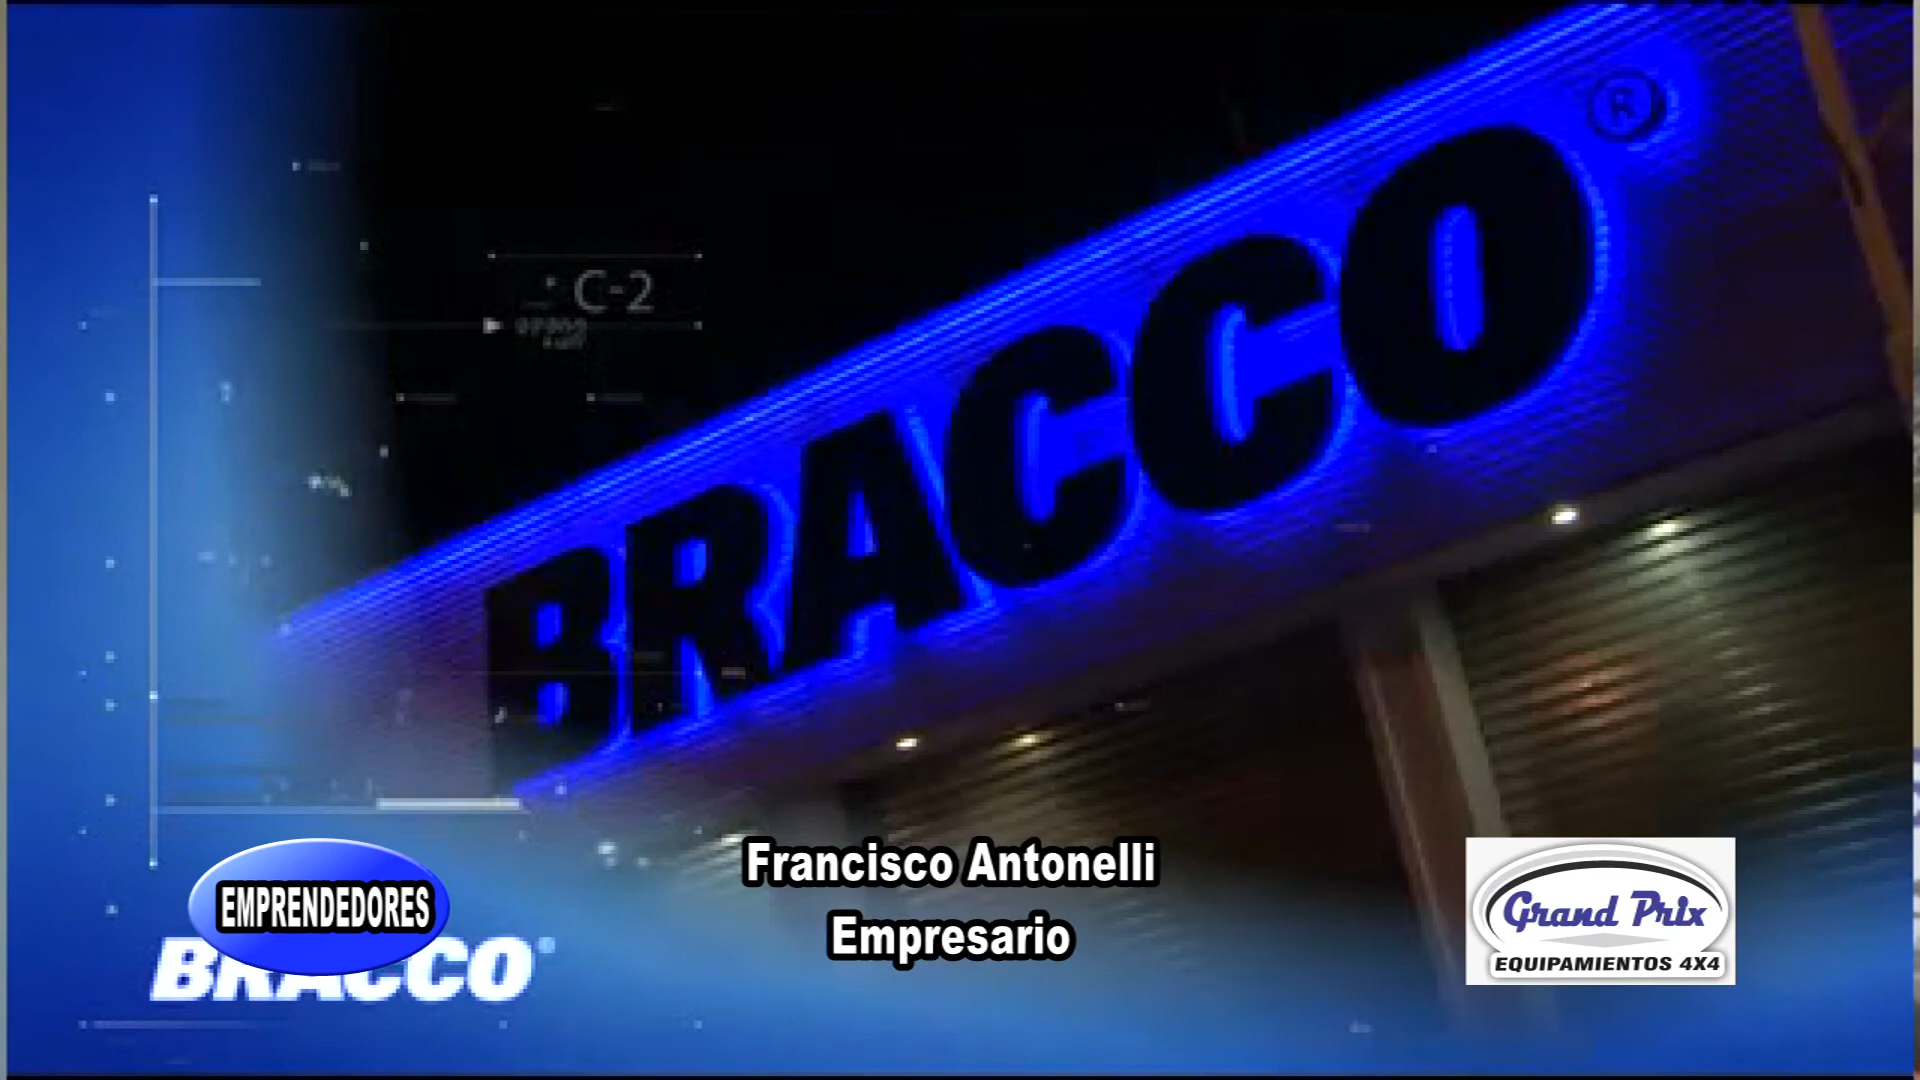 BRACCO
®
C-2
Francisco Antonelli
Empresario
EMPRENDEDORES
BRACCO
Grand Prix
EQUIPAMIENTOS 4X4